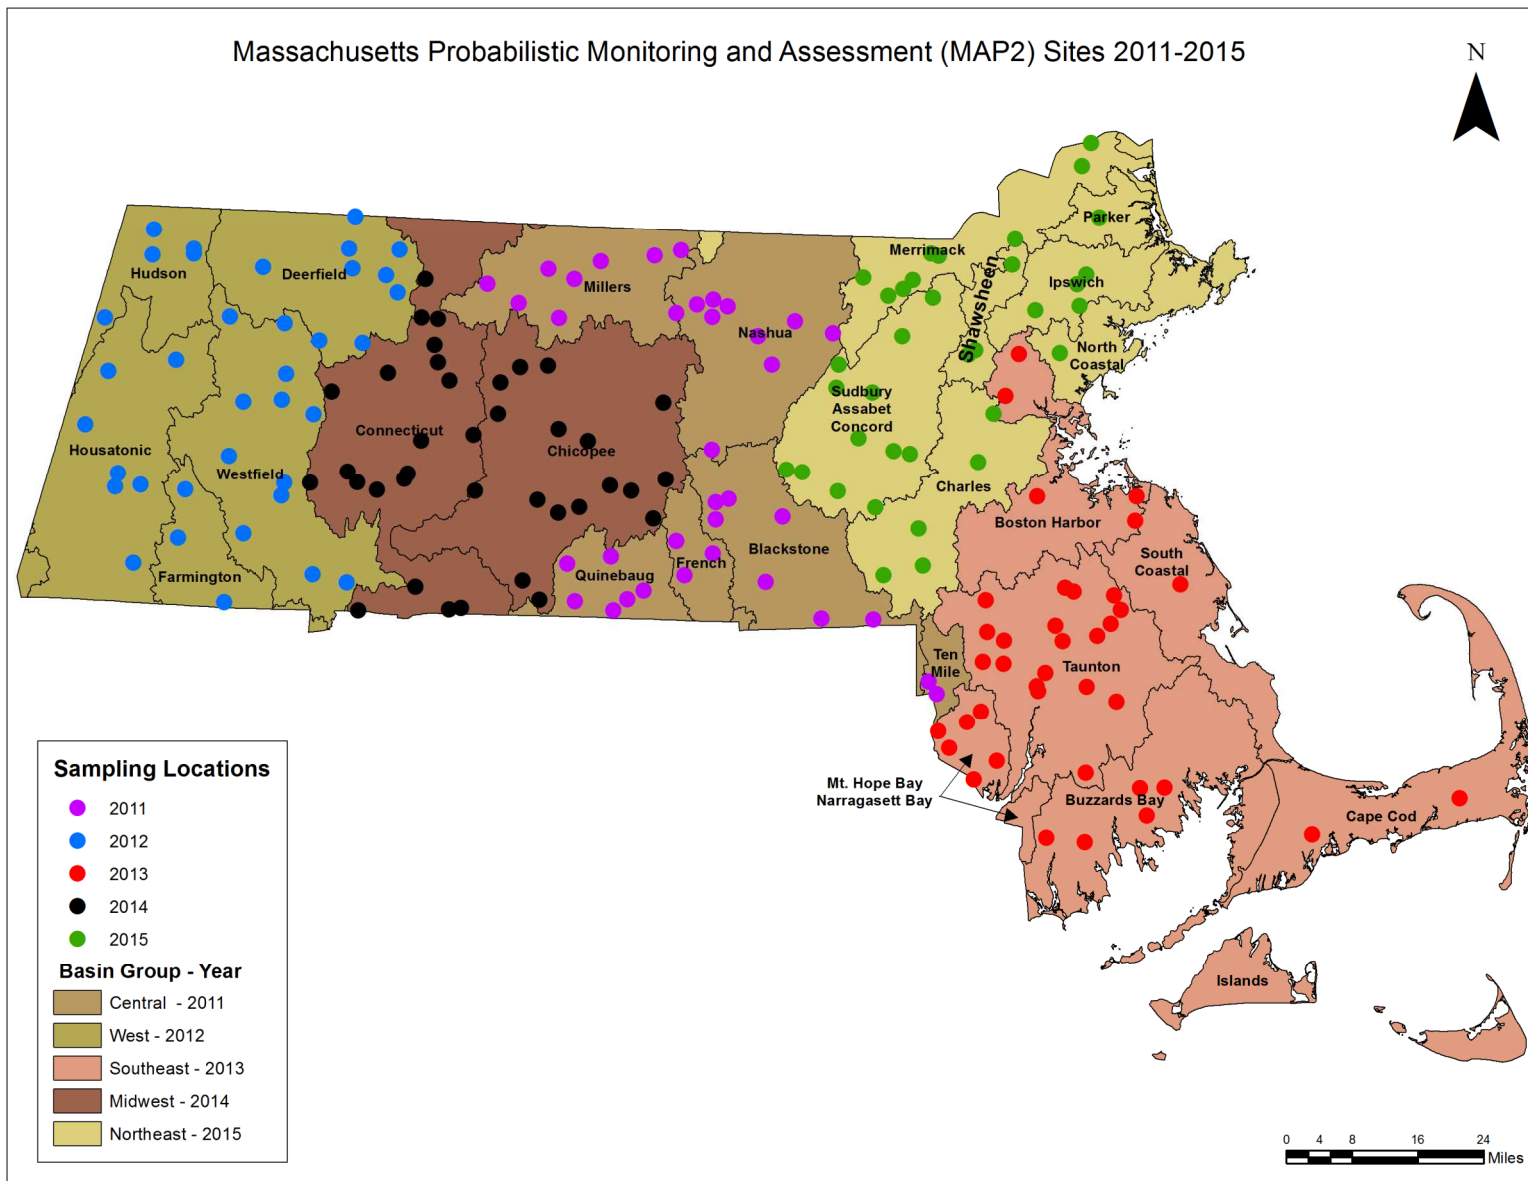 Massachusetts Probabilistic Monitoring and Assessment (MAP2) Sites 2011-2015
N
Parker
Merrimack
Hudson
Deerfield
Millers
Ipswich
Shawsheen
Nashua
North
Coastal
Sudbury
Assabet
Concord
Connecticut
Chicopee
Housatonic
Westfield
Charles
Boston Harbor
Blackstone
South
Coastal
French
Quinebaug
Farmington
Ten
Mile
Taunton
Mt. Hope Bay
Narragasett Bay
Buzzards Bay
Cape Cod
Islands
Sampling Locations
2011
2012
2013
2014
2015
Basin Group - Year
Central - 2011
West - 2012
Southeast - 2013
Midwest - 2014
Northeast - 2015
0 4 8 16 24
Miles